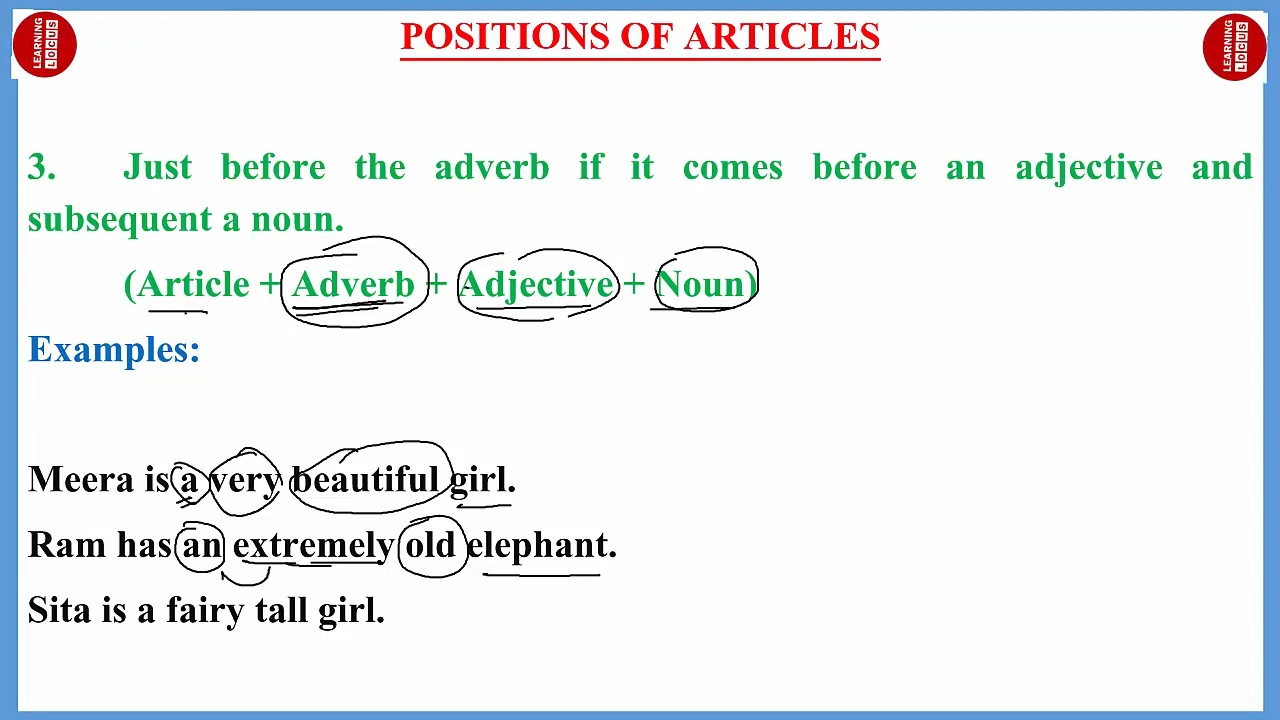 LEARNING
LOCUS
POSITIONS OF ARTICLES
LEARNING
LOCUS
3. Just before the adverb if it comes before an adjective and
subsequent a noun.
(Article + Adverb + Adjective + Noun)
Examples:
Meera is a very beautiful girl.
Ram has an extremely old elephant.
Sita is a fairy tall girl.